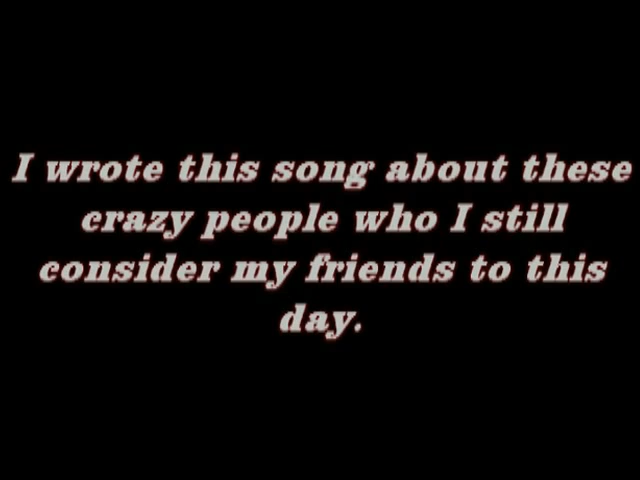 I wrote this song about these
crazy people who I still
consider my friends to this
day.